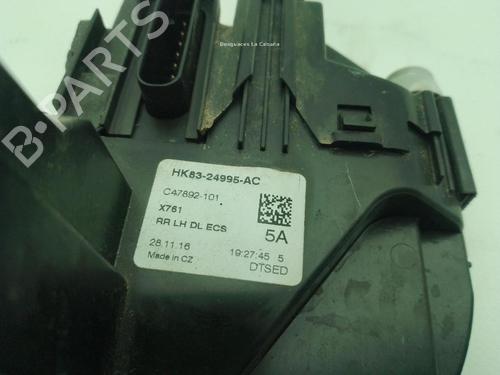 Desguaces La Cabaña
B-PARTS
HK83-24995-AC
C47892-101
X761
RR LH DL ECS
5A
28.11.16 19:27:45 5
Made in CZ DTSED